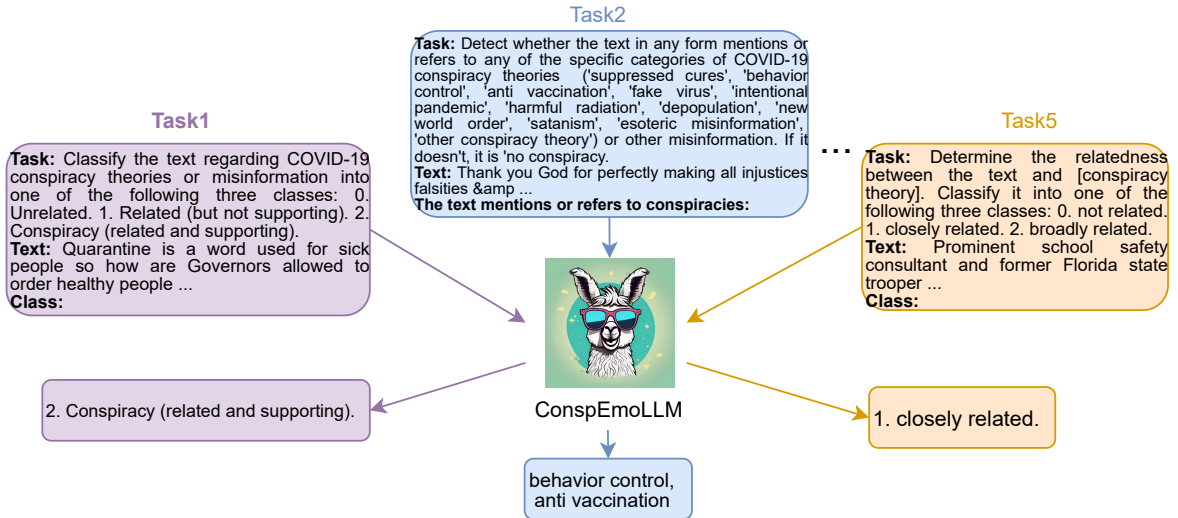 Task2
Task: Detect whether the text in any form mentions or
refers to any of the specific categories of COVID-19
conspiracy theories ('suppressed cures', 'behavior
control', 'anti vaccination', 'fake virus', 'intentional
pandemic', 'harmful radiation', 'depopulation', 'new
world order', 'satanism', 'esoteric misinformation',
'other conspiracy theory') or other misinformation. If it
doesn't, it is 'no conspiracy.
Text: Thank you God for perfectly making all injustices
falsities &amp ...
The text mentions or refers to conspiracies:
Task1
Task: Classify the text regarding COVID-19
conspiracy theories or misinformation into
one of the following three classes: 0.
Unrelated. 1. Related (but not supporting). 2.
Conspiracy (related and supporting).
Text: Quarantine is a word used for sick
people so how are Governors allowed to
order healthy people ...
Class:
...
Task5
Task: Determine the relatedness
between the text and [conspiracy
theory]. Classify it into one of the
following three classes: 0. not related.
1. closely related. 2. broadly related.
Text: Prominent school safety
consultant and former Florida state
trooper ...
Class:
ConspEmoLLM
2. Conspiracy (related and supporting).
behavior control,
anti vaccination
1. closely related.